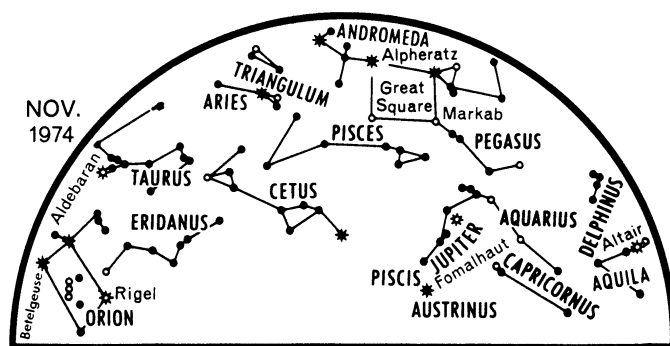 ANDROMEDA
Alpheratz
TRIANGULUM
ARIES
Great
Square
Markab
NOV.
1974
PISCES
PEGASUS
Aldebaran
TAURUS
CETUS
ERIDANUS
AQUARIUS
DELPHINUS
JUPITER
Altair
Fomalhaut
PISCIS
AUSTRINUS
CAPRICORNUS
AQUILA
Betelgeuse
Rigel
ORION